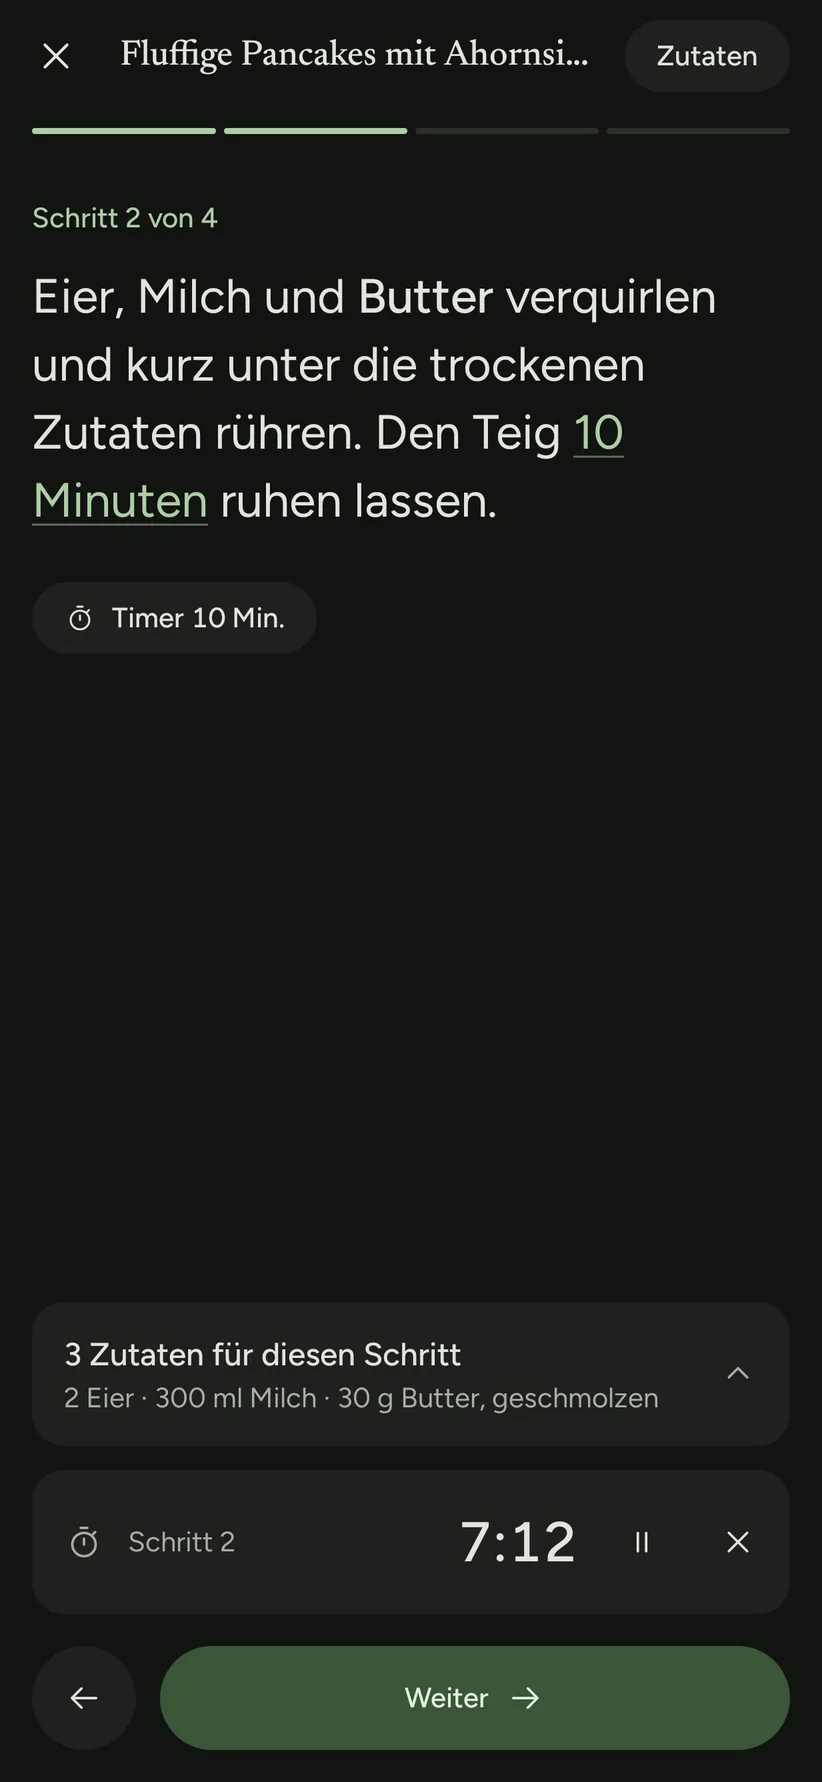 Fluffige Pancakes mit Ahornsi...
Zutaten
Schritt 2 von 4
Eier, Milch und Butter verquirlen
und kurz unter die trockenen
Zutaten rühren. Den Teig 10
Minuten ruhen lassen.
Timer 10 Min.
3 Zutaten für diesen Schritt
2 Eier · 300 ml Milch · 30 g Butter, geschmolzen
Schritt 2
7:12
Weiter